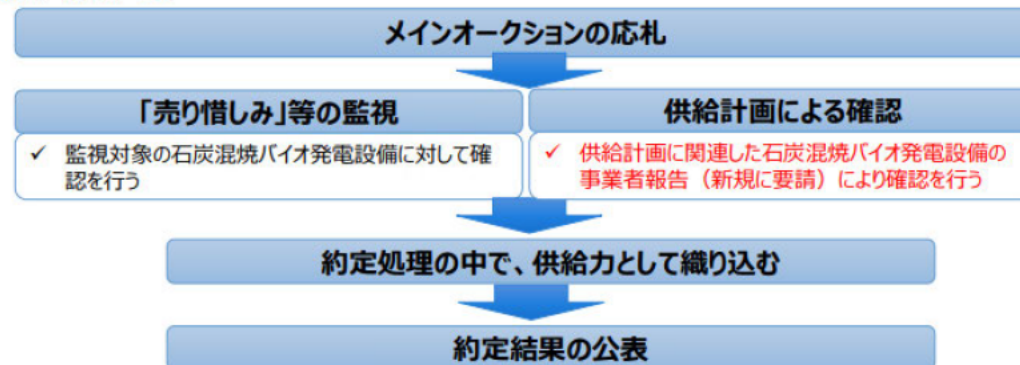 メインオークションの応札
「売り惜しみ」等の監視
✓ 監視対象の石炭混焼バイオ発電設備に対して確
認を行う
供給計画による確認
✓ 供給計画に関連した石炭混焼バイオ発電設備の
事業者報告（新規に要請）により確認を行う
約定処理の中で、供給力として織り込む
約定結果の公表